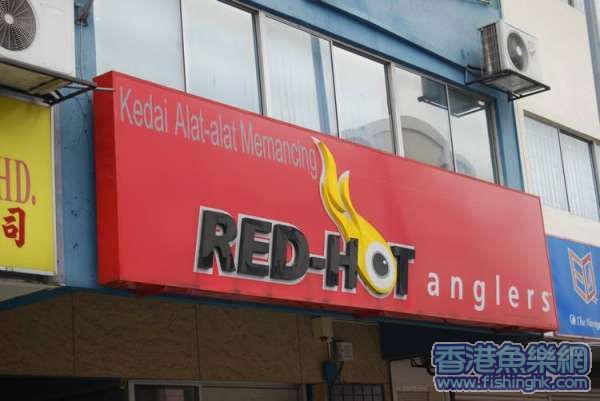 Kedai Alat-alat Memancing
RED-HOT anglers
HD.
司
香港魚樂網
www.fishinghk.com